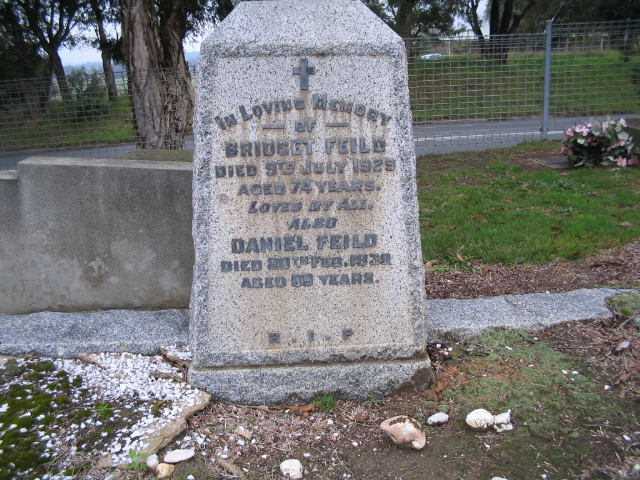 IN LOVING MEMORY
OF
BRIDGET FEILD
DIED 9TH JULY 1929
AGED 74 YEARS.
LOVED BY ALL.
ALSO
DANIEL FEILD
DIED 20TH FEB. 1938
AGED 89 YEARS.
R. I. P